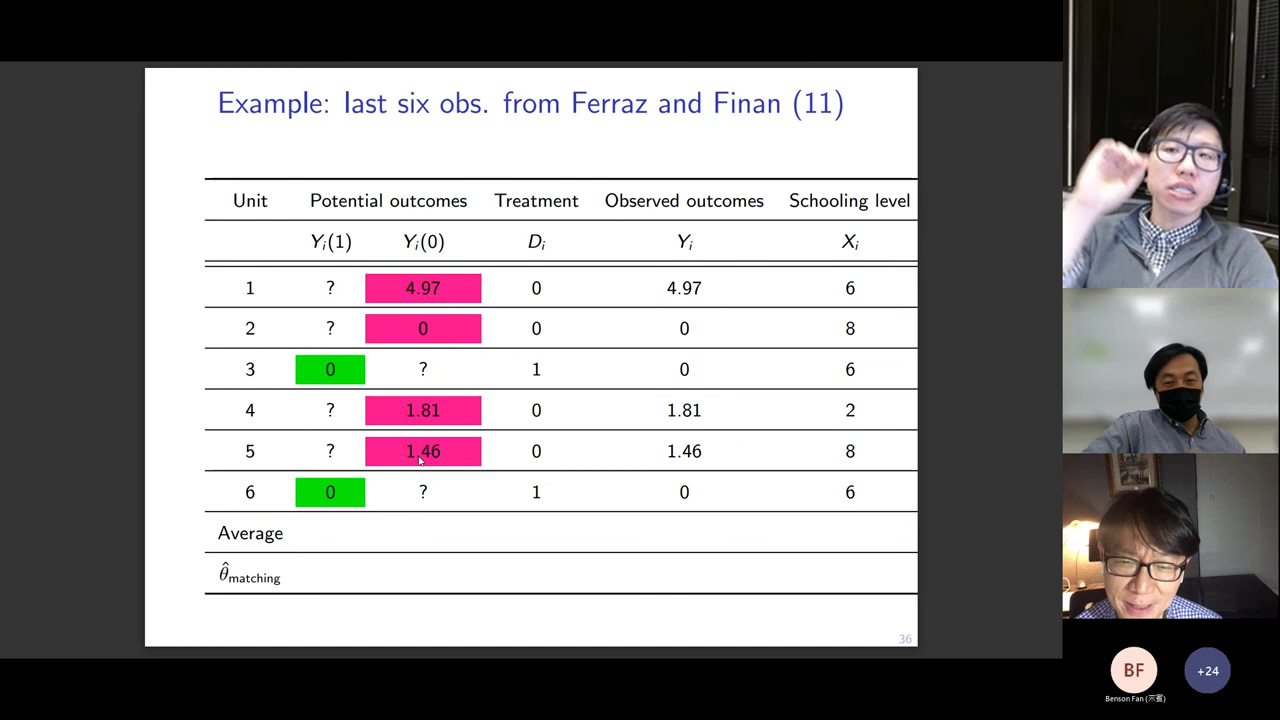 Example: last six obs. from Ferraz and Finan (11)
Unit Potential outcomes Treatment Observed outcomes Schooling level
Yᵢ(1) Yᵢ(0) Dᵢ Yᵢ Xᵢ
1 ? 4.97 0 4.97 6
2 ? 0 0 0 8
3 0 ? 1 0 6
4 ? 1.81 0 1.81 2
5 ? 1.46 0 1.46 8
6 0 ? 1 0 6
Average
θ̂matching
36
BF
+24
Benson Fan